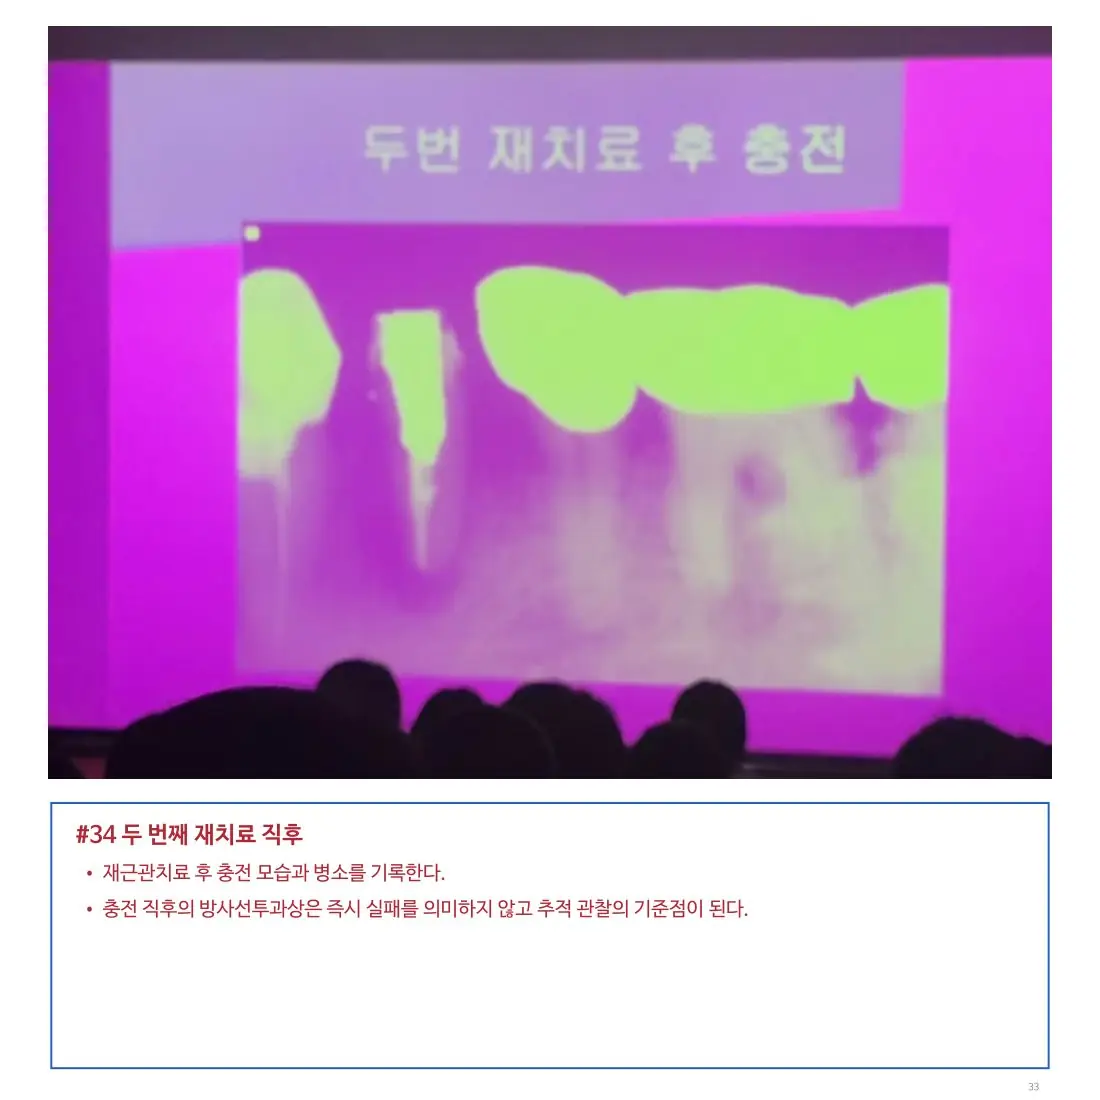 두번 재치료 후 충전
#34 두 번째 재치료 직후
• 재근관치료 후 충전 모습과 병소를 기록한다.
• 충전 직후의 방사선투과상은 즉시 실패를 의미하지 않고 추적 관찰의 기준점이 된다.
33